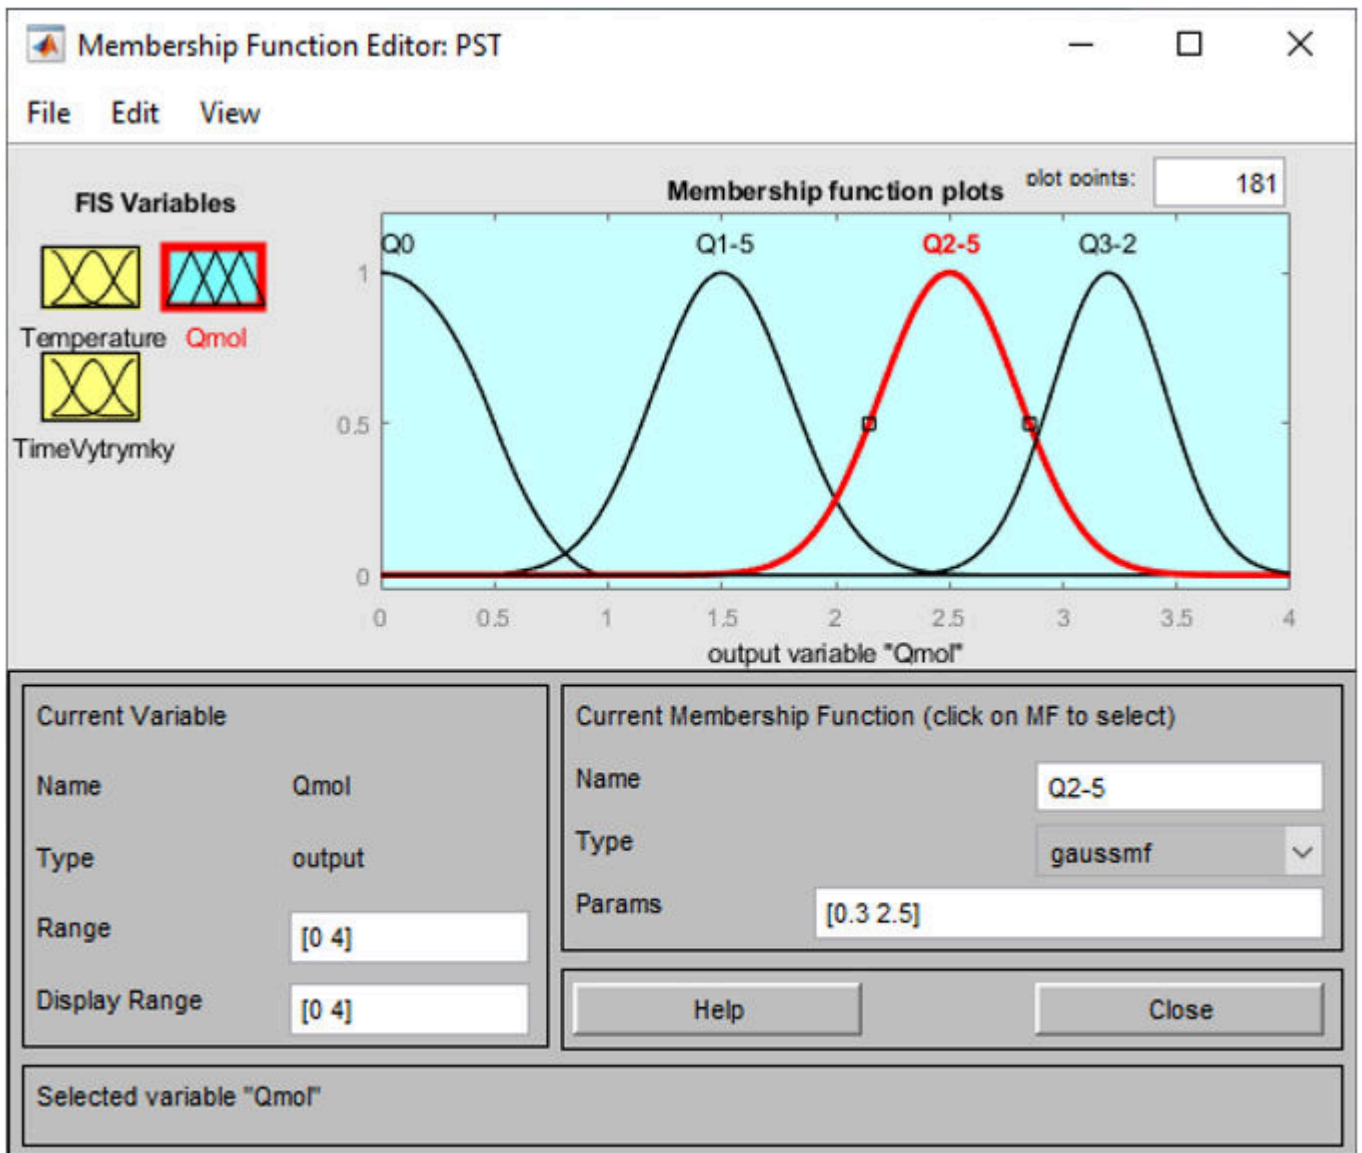 Membership Function Editor: PST
File Edit View
FIS Variables
Membership function plots
plot points:
181
Temperature
Qmol
TimeVytrymky
Q0
Q1-5
Q2-5
Q3-2
1
0.5
0
0
0.5
1
1.5
2
2.5
3
3.5
4
output variable "Qmol"
Current Variable
Name Qmol
Type output
Range [0 4]
Display Range [0 4]
Current Membership Function (click on MF to select)
Name Q2-5
Type gaussmf
Params [0.3 2.5]
Help Close
Selected variable "Qmol"